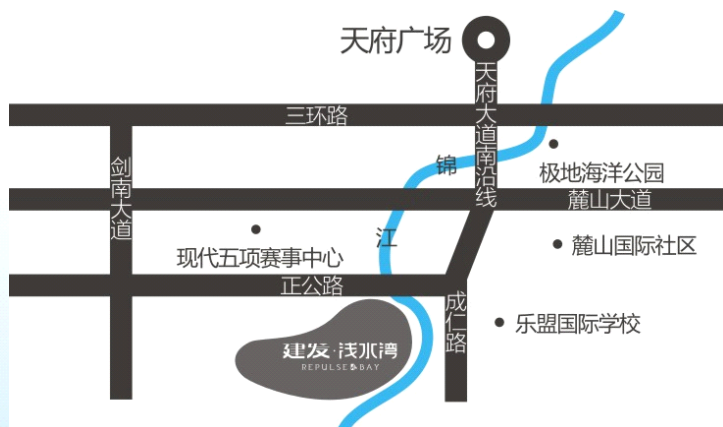 天府广场
天府大道南沿线
三环路
锦江
剑南大道
极地海洋公园
麓山大道
现代五项赛事中心
麓山国际社区
正公路
成仁路
乐盟国际学校
建发·浅水湾
REPULSE BAY